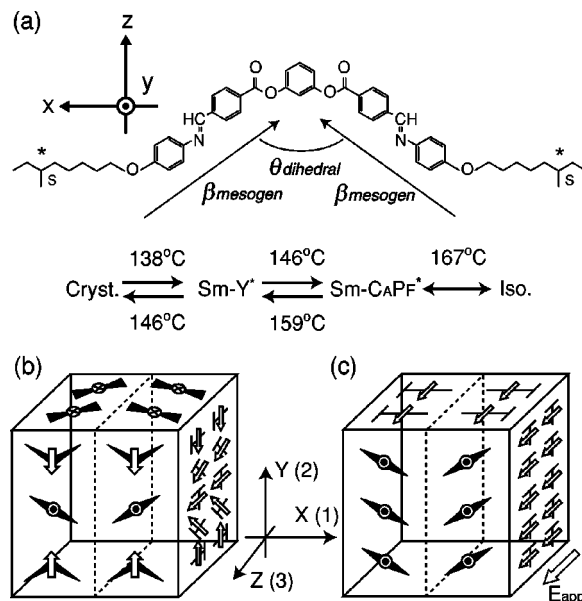 (a)
z
y
x
O
O
O
O
HC
N
CH
N
O
O
*
S
*
S
θdihedral
βmesogen
βmesogen
138°C
146°C
167°C
Cryst.
Sm-Y*
Sm-CAPF*
Iso.
146°C
159°C
(b)
(c)
Y (2)
X (1)
Z (3)
Eapp